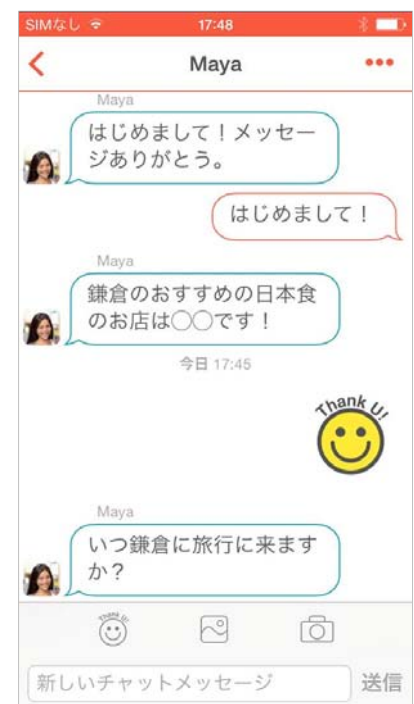 SIMなし 17:48
Maya
Maya
はじめまして！メッセー
ジありがとう。
はじめまして！
Maya
鎌倉のおすすめの日本食
のお店は◯◯です！
今日 17:45
Thank U!
Maya
いつ鎌倉に旅行に来ます
か？
Thank U!
新しいチャットメッセージ 送信